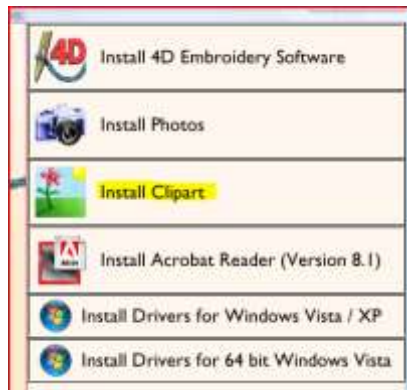 4D
Install 4D Embroidery Software
Install Photos
Install Clipart
Install Acrobat Reader (Version 8.1)
Install Drivers for Windows Vista / XP
Install Drivers for 64 bit Windows Vista